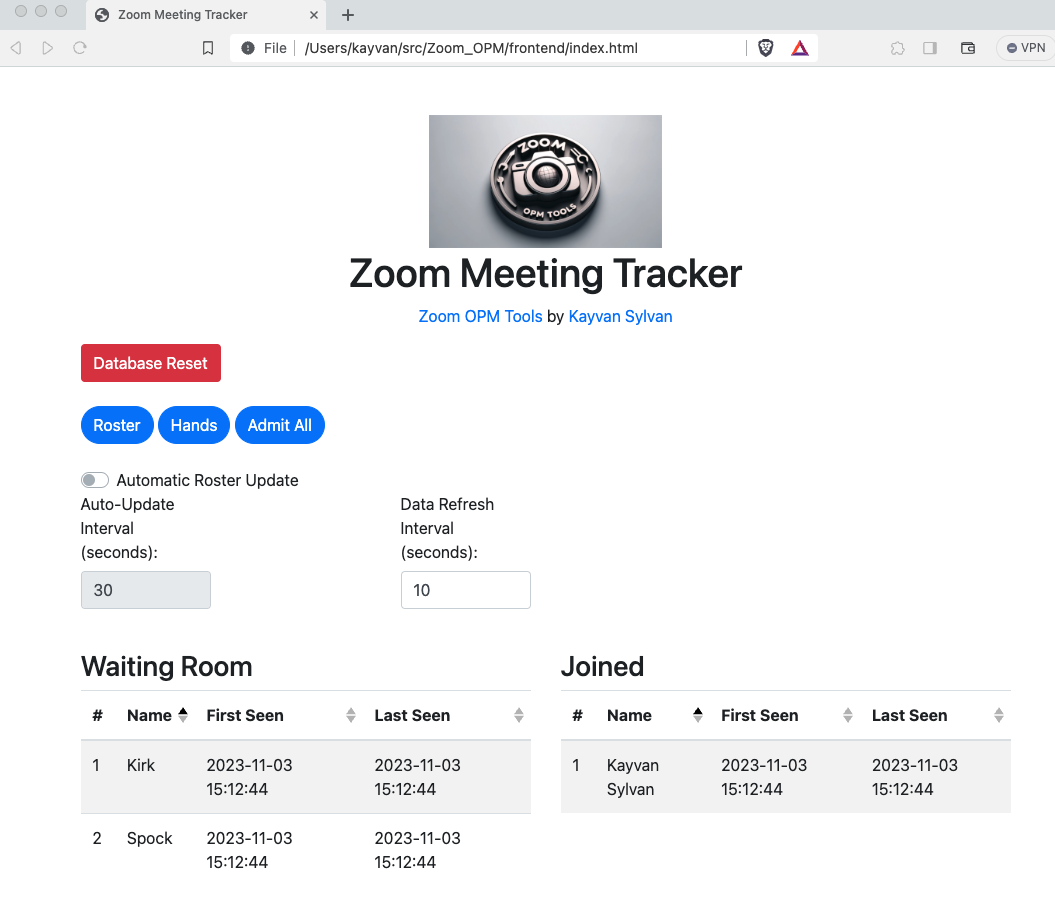 Zoom Meeting Tracker
File /Users/kayvan/src/Zoom_OPM/frontend/index.html
VPN
ZOOM
OPM TOOLS
Zoom Meeting Tracker
Zoom OPM Tools by Kayvan Sylvan
Database Reset
Roster Hands Admit All
Automatic Roster Update
Auto-Update
Interval
(seconds):
30
Data Refresh
Interval
(seconds):
10
Waiting Room
# Name First Seen Last Seen
1 Kirk 2023-11-03 2023-11-03
15:12:44 15:12:44
2 Spock 2023-11-03 2023-11-03
15:12:44 15:12:44
Joined
# Name First Seen Last Seen
1 Kayvan 2023-11-03 2023-11-03
Sylvan 15:12:44 15:12:44